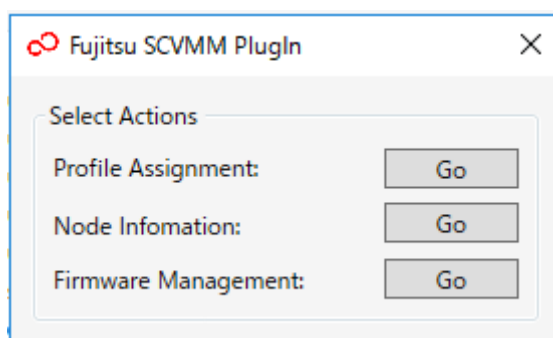 Fujitsu SCVMM PlugIn
Select Actions
Profile Assignment: Go
Node Infomation: Go
Firmware Management: Go